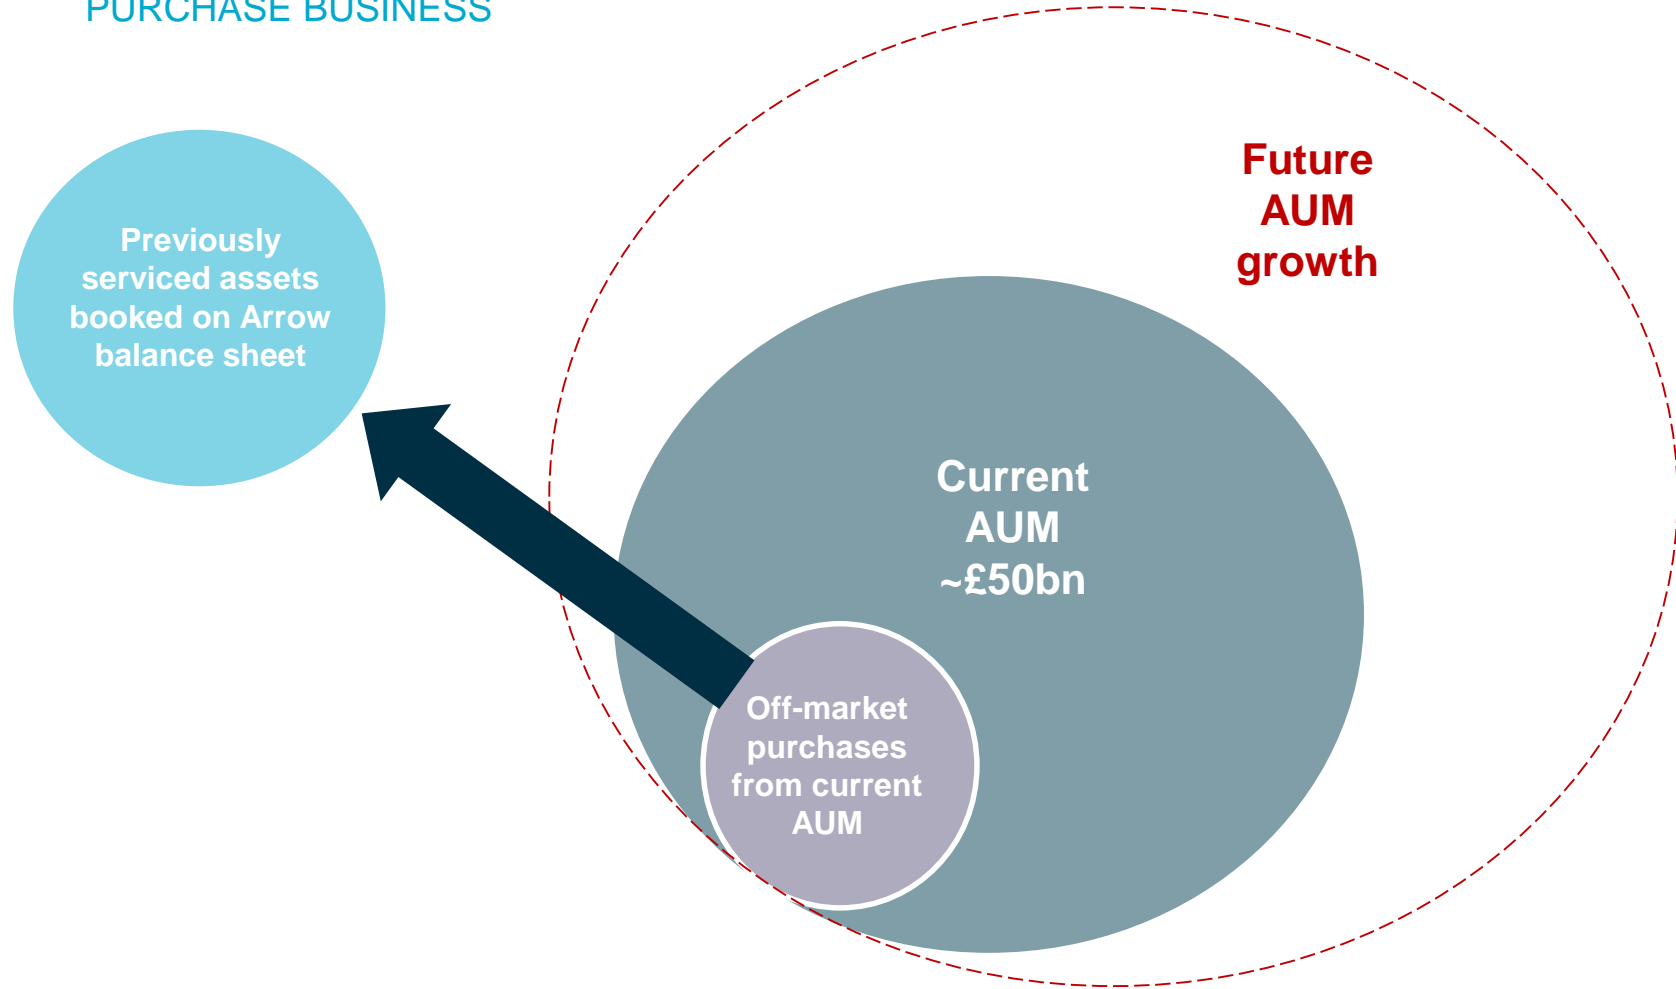 PURCHASE BUSINESS
Future
AUM
growth
Previously
serviced assets
booked on Arrow
balance sheet
Current
AUM
~£50bn
Off-market
purchases
from current
AUM